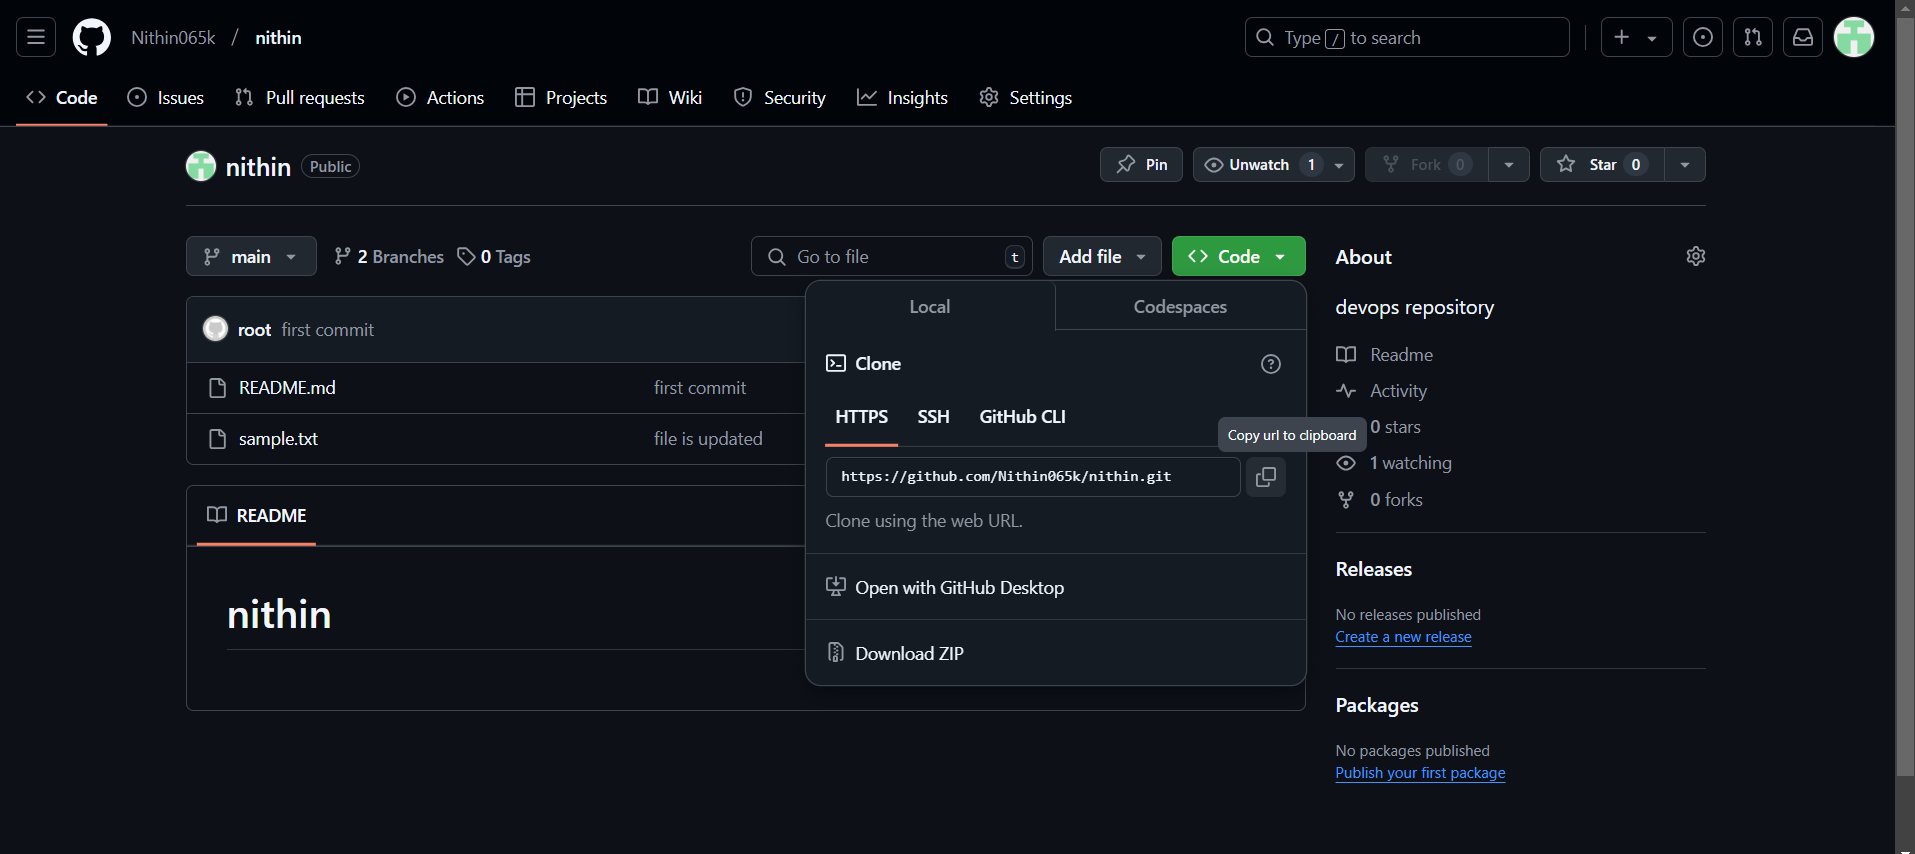 Nithin065k / nithin
Type / to search
Code Issues Pull requests Actions Projects Wiki Security Insights Settings
nithin Public
Pin Unwatch 1 Fork 0 Star 0
main 2 Branches 0 Tags
Go to file t Add file Code
root first commit
README.md first commit
sample.txt file is updated
README
nithin
Local Codespaces
Clone
HTTPS SSH GitHub CLI
Copy url to clipboard
https://github.com/Nithin065k/nithin.git
Clone using the web URL.
Open with GitHub Desktop
Download ZIP
About
devops repository
Readme
Activity
0 stars
1 watching
0 forks
Releases
No releases published
Create a new release
Packages
No packages published
Publish your first package